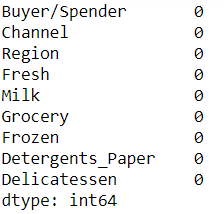 Buyer/Spender 0
Channel 0
Region 0
Fresh 0
Milk 0
Grocery 0
Frozen 0
Detergents_Paper 0
Delicatessen 0
dtype: int64